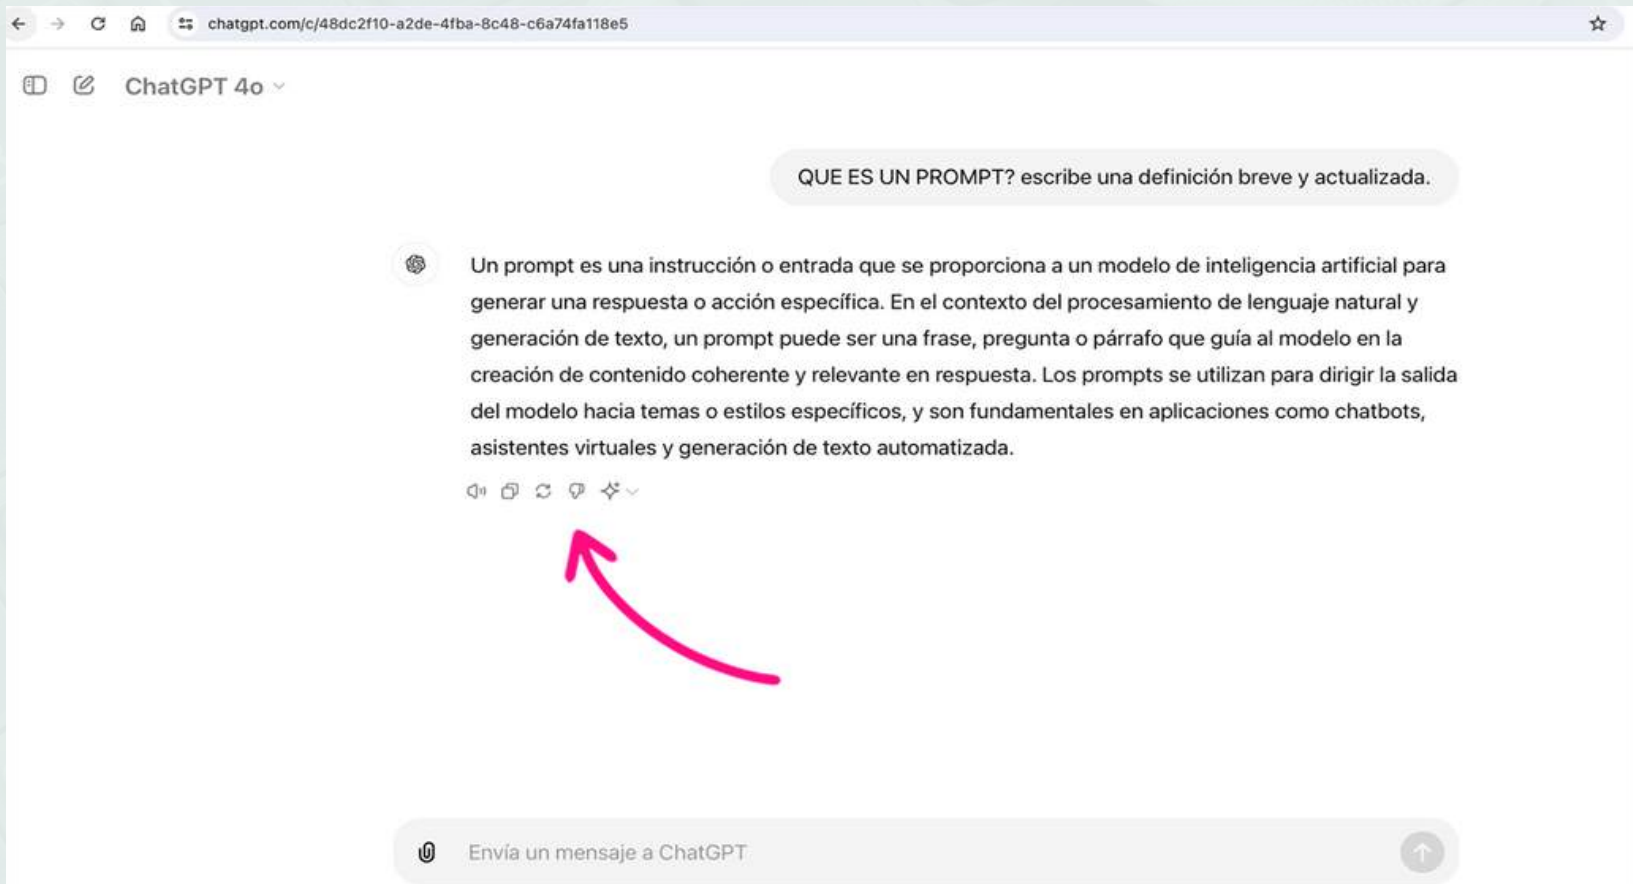 chatgpt.com/c/48dc2f10-a2de-4fba-8c48-c6a74fa118e5
ChatGPT 4o
QUE ES UN PROMPT? escribe una definición breve y actualizada.
Un prompt es una instrucción o entrada que se proporciona a un modelo de inteligencia artificial para
generar una respuesta o acción específica. En el contexto del procesamiento de lenguaje natural y
generación de texto, un prompt puede ser una frase, pregunta o párrafo que guía al modelo en la
creación de contenido coherente y relevante en respuesta. Los prompts se utilizan para dirigir la salida
del modelo hacia temas o estilos específicos, y son fundamentales en aplicaciones como chatbots,
asistentes virtuales y generación de texto automatizada.
Envía un mensaje a ChatGPT